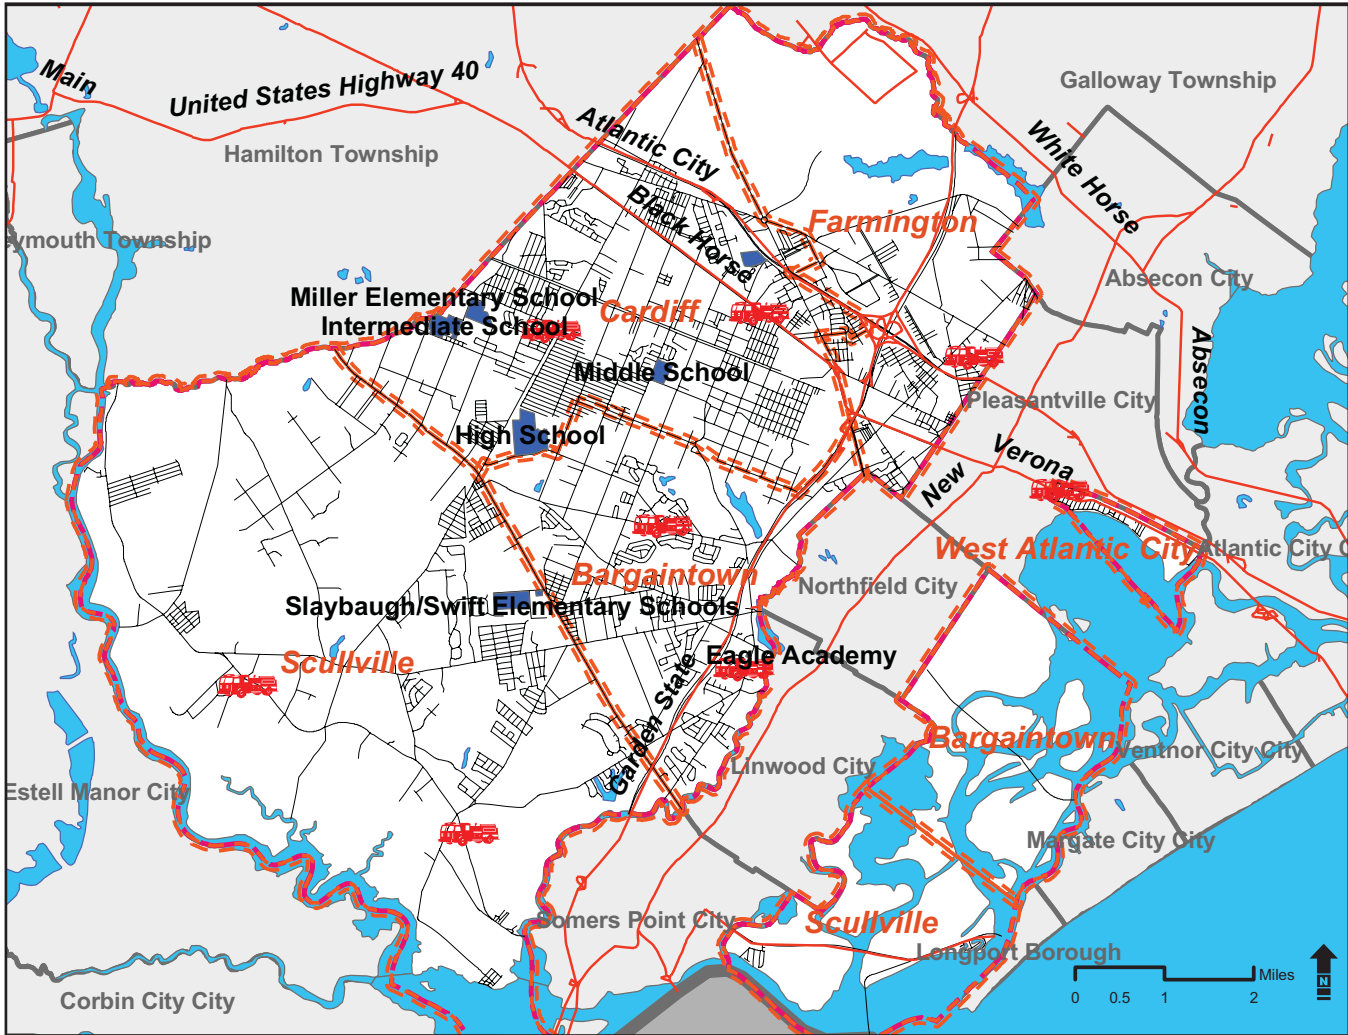 Main
United States Highway 40
Galloway Township
Atlantic City
White Horse
Hamilton Township
Black Horse
Farmington
eymouth Township
Absecon City
Miller Elementary School
Cardiff
Intermediate School
Absecon
Middle School
Pleasantville City
High School
New
Verona
West Atlantic City
Atlantic City C
Bargaintown
Northfield City
Slaybaugh/Swift Elementary Schools
Scullville
Eagle Academy
Garden State
Bargaintown
Ventnor City City
Linwood City
Estell Manor City
Margate City City
Somers Point City
Scullville
Longport Borough
Corbin City City
Miles
0 0.5 1 2
N